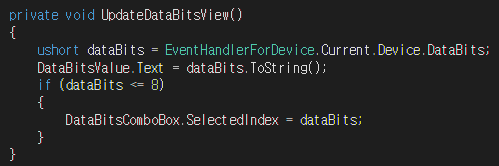 private void UpdateDataBitsView()
{
    ushort dataBits = EventHandlerForDevice.Current.Device.DataBits;
    DataBitsValue.Text = dataBits.ToString();
    if (dataBits <= 8)
    {
        DataBitsComboBox.SelectedIndex = dataBits;
    }
}